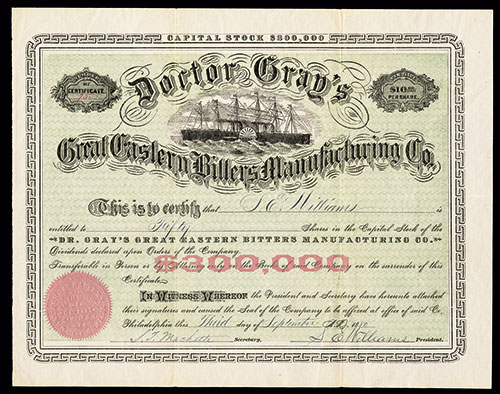 CAPITAL STOCK $300,000
CERTIFICATE.
$10.00
PER SHARE.
Doctor Gray's
Great Eastern Bitters Manufacturing Co.
This is to certify that S. E. Williams
entitled to Fifty Shares in the Capital Stock of the
DR. GRAY'S GREAT EASTERN BITTERS MANUFACTURING CO.
Dividends declared upon Orders of the Company.
$300,000
Transferable in Person or by Attorney only on the Books of said Company on the surrender of this
Certificate.
IN WITNESS WHEREOF, the President and Secretary have hereunto attached
their signatures and caused the Seal of the Company to be affixed at office of said Co.
Philadelphia this Third day of September A.D.
Secretary. S E Williams President.